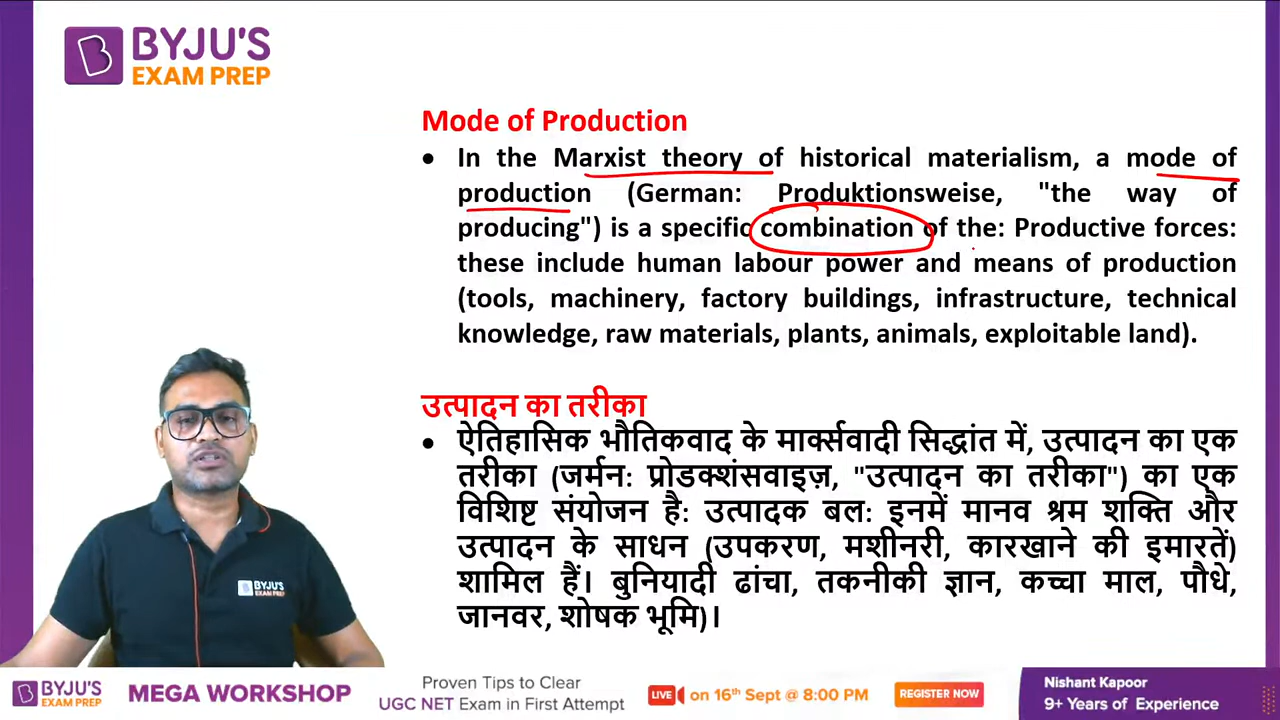 BYJU'S
EXAM PREP
Mode of Production
• In the Marxist theory of historical materialism, a mode of
production (German: Produktionsweise, "the way of
producing") is a specific combination of the: Productive forces:
these include human labour power and means of production
(tools, machinery, factory buildings, infrastructure, technical
knowledge, raw materials, plants, animals, exploitable land).
उत्पादन का तरीका
• ऐतिहासिक भौतिकवाद के मार्क्सवादी सिद्धांत में, उत्पादन का एक
तरीका (जर्मन: प्रोडक्शंसवाइज़, "उत्पादन का तरीका") का एक
विशिष्ट संयोजन है: उत्पादक बल: इनमें मानव श्रम शक्ति और
उत्पादन के साधन (उपकरण, मशीनरी, कारखाने की इमारतें)
शामिल हैं। बुनियादी ढांचा, तकनीकी ज्ञान, कच्चा माल, पौधे,
जानवर, शोषक भूमि)।
BYJU'S
EXAM PREP
BYJU'S
EXAM PREP
MEGA WORKSHOP
Proven Tips to Clear
UGC NET Exam in First Attempt
LIVE
on 16th Sept @ 8:00 PM
REGISTER NOW
Nishant Kapoor
9+ Years of Experience